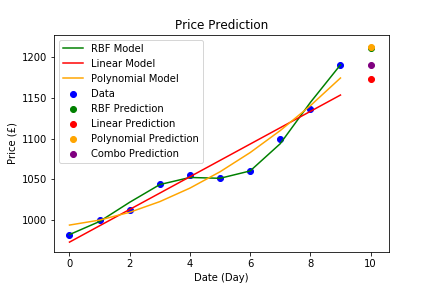 Price Prediction
RBF Model
Linear Model
Polynomial Model
Data
RBF Prediction
Linear Prediction
Polynomial Prediction
Combo Prediction
1200
1150
1100
1050
1000
Price (£)
0 2 4 6 8 10
Date (Day)